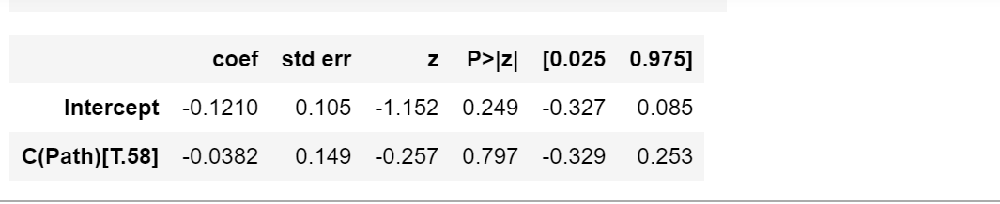 coef std err z P>|z| [0.025 0.975]
Intercept -0.1210 0.105 -1.152 0.249 -0.327 0.085
C(Path)[T.58] -0.0382 0.149 -0.257 0.797 -0.329 0.253